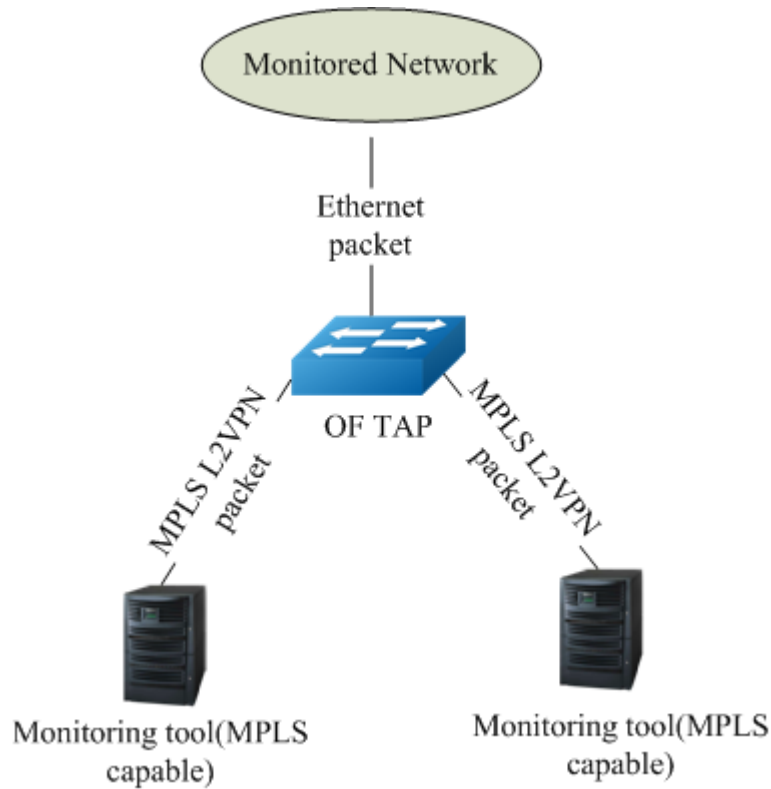 Monitored Network
Ethernet
packet
OF TAP
MPLS L2VPN
packet
MPLS L2VPN
packet
Monitoring tool(MPLS
capable)
Monitoring tool(MPLS
capable)